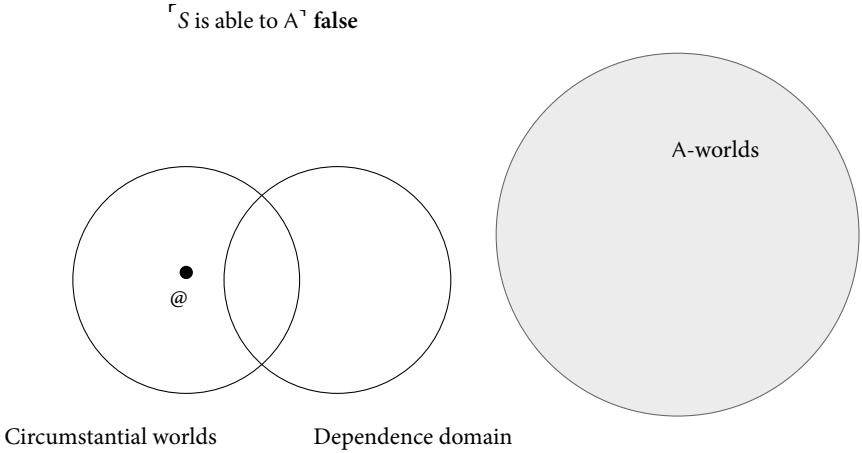 ⌜S is able to A⌝ false
A-worlds
@
Circumstantial worlds
Dependence domain